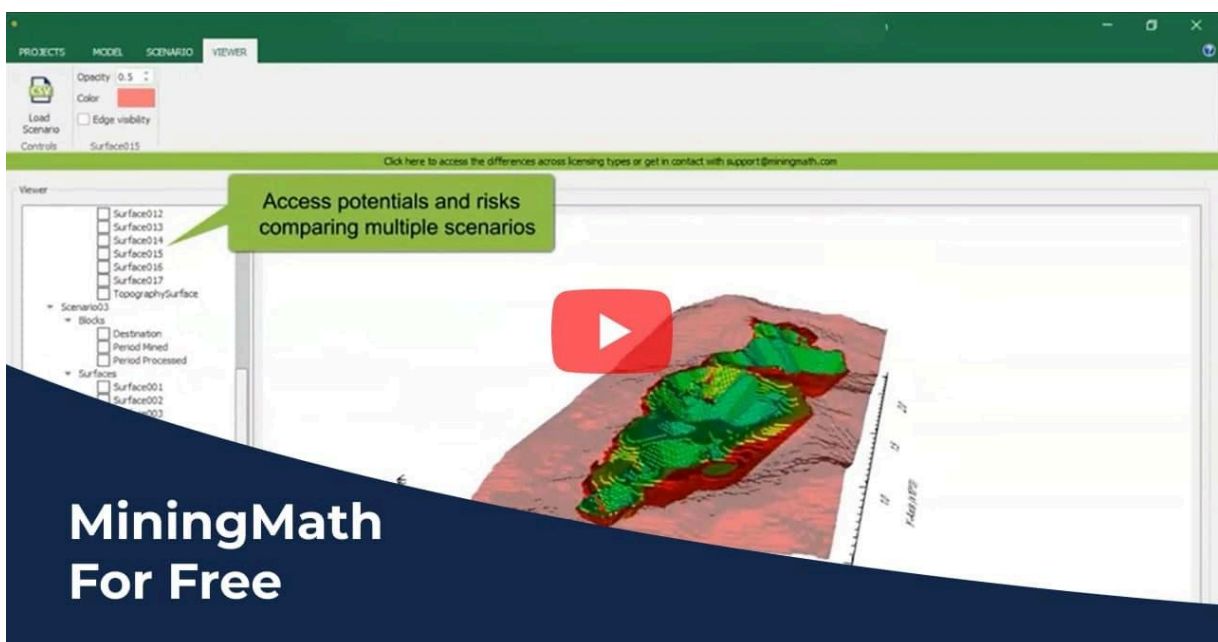 PROJECTS MODEL SCENARIO VIEWER
CSV
Load
Scenario
Opacity 0.5
Color
Edge visibility
Controls Surface015
Click here to access the differences across licensing types or get in contact with support@miningmath.com
Viewer
Access potentials and risks
comparing multiple scenarios
Surface012
Surface013
Surface014
Surface015
Surface016
Surface017
TopographySurface
Scenario03
Blocks
Destination
Period Mined
Period Processed
Surfaces
Surface001
Surface002
MiningMath
For Free